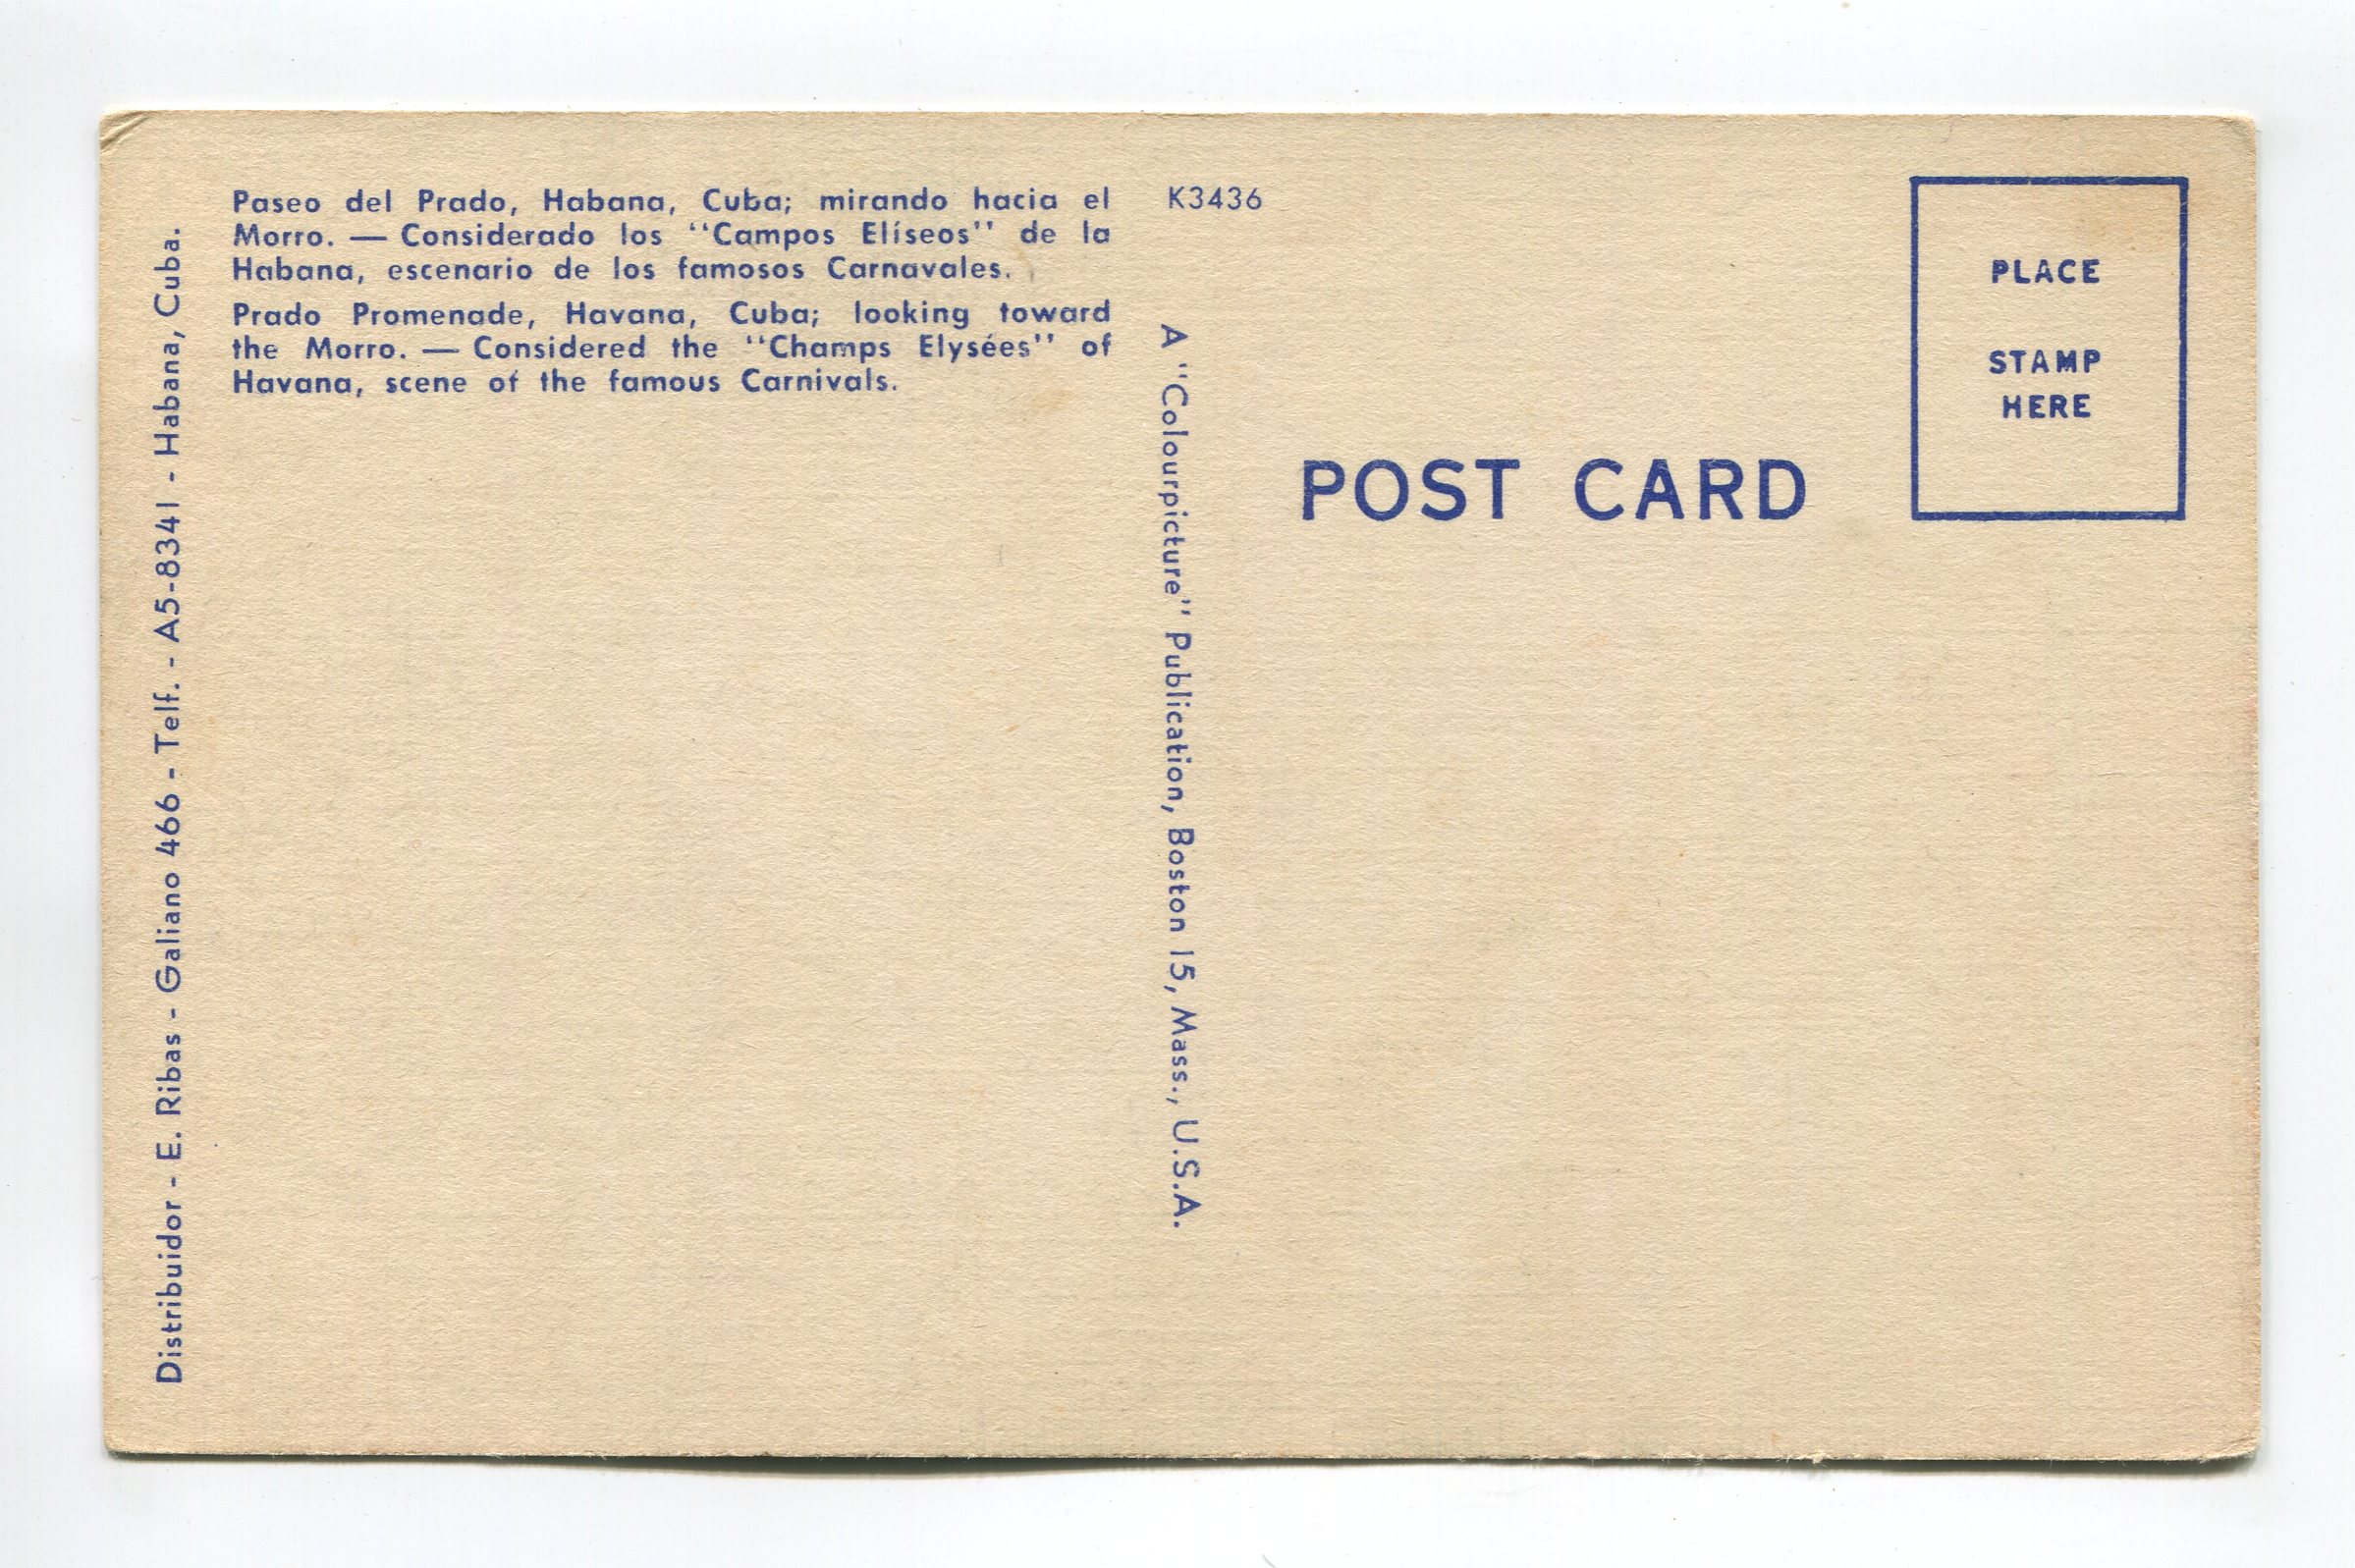 Paseo del Prado, Habana, Cuba; mirando hacia el
Morro. — Considerado los "Campos Elíseos" de la
Habana, escenario de los famosos Carnavales.
Prado Promenade, Havana, Cuba; looking toward
the Morro. — Considered the "Champs Elysées" of
Havana, scene of the famous Carnivals.
Distribuidor - E. Ribas - Galiano 466 - Telf. - A5-8341 - Habana, Cuba.
K3436
A "Colourpicture" Publication, Boston 15, Mass., U.S.A.
POST CARD
PLACE
STAMP
HERE